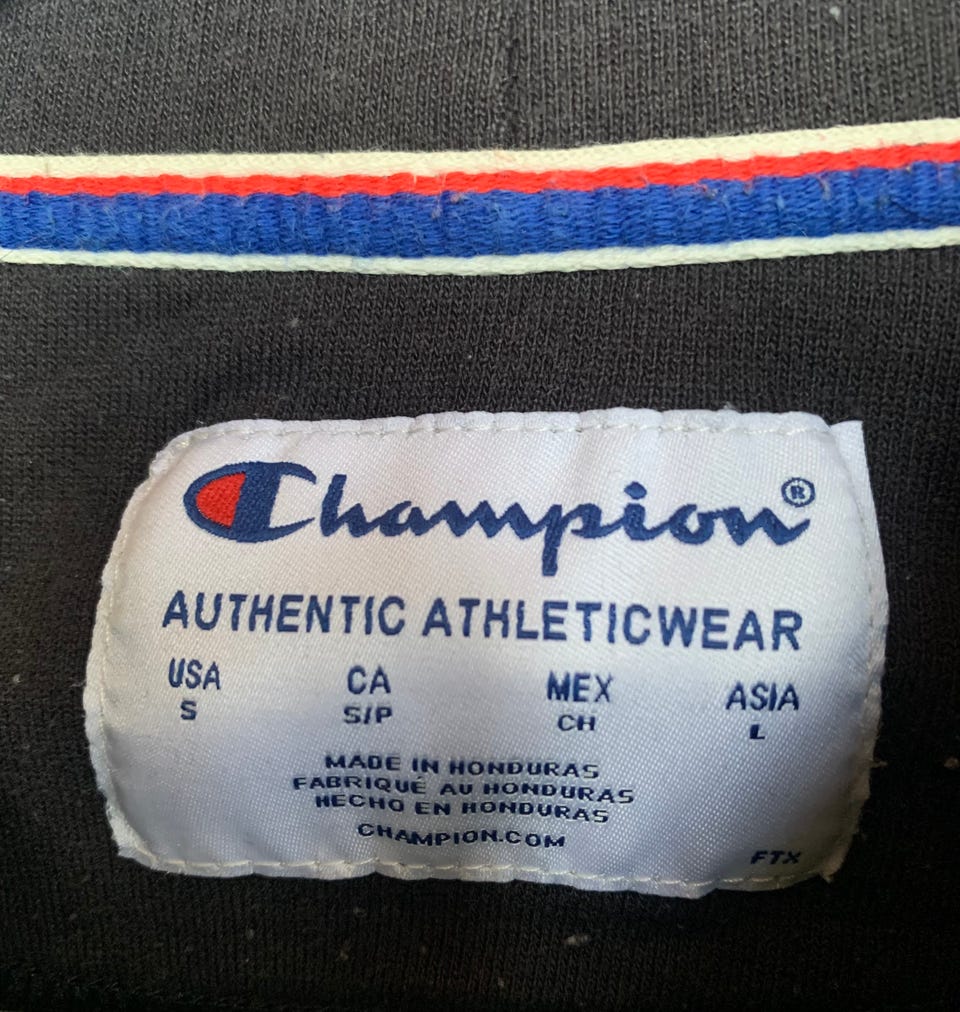 Champion®
AUTHENTIC ATHLETICWEAR
USA CA MEX ASIA
S S/P CH L
MADE IN HONDURAS
FABRIQUÉ AU HONDURAS
HECHO EN HONDURAS
CHAMPION.COM
FTX